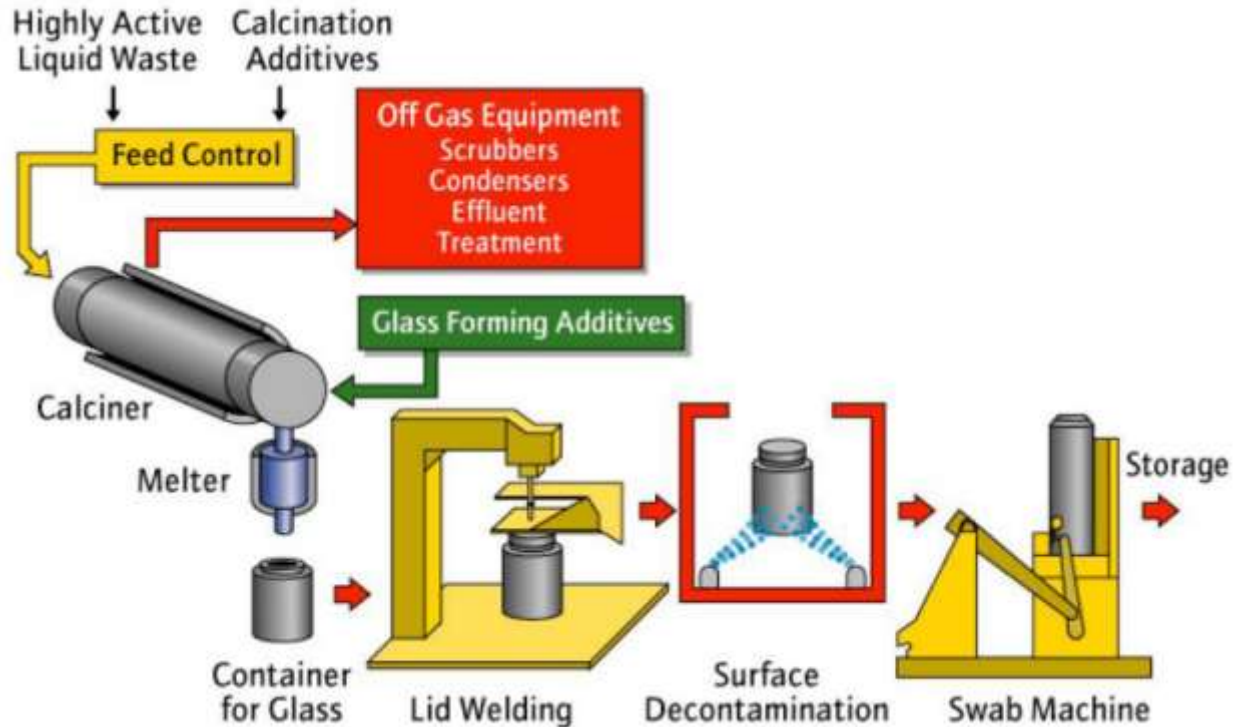 Highly Active
Liquid Waste
Calcination
Additives
Feed Control
Off Gas Equipment
Scrubbers
Condensers
Effluent
Treatment
Glass Forming Additives
Calciner
Melter
Storage
Container
for Glass
Lid Welding
Surface
Decontamination
Swab Machine